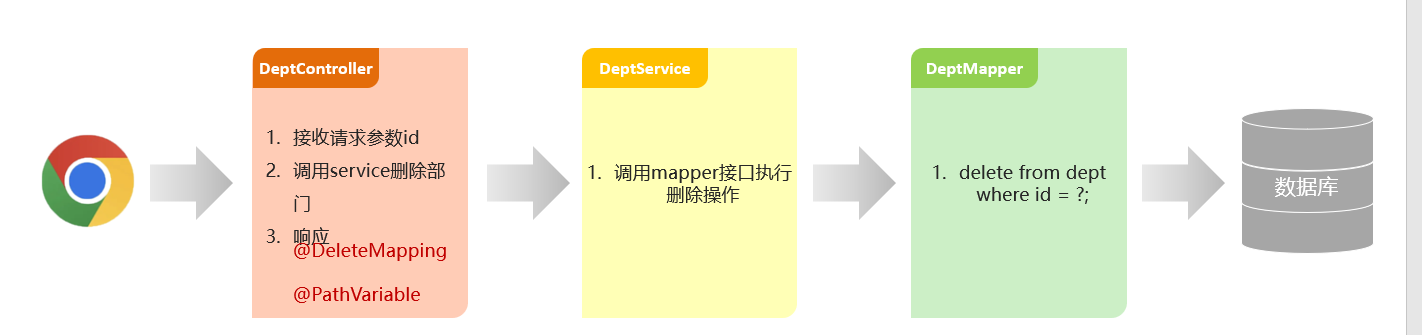 DeptController
1. 接收请求参数id
2. 调用service删除部
门
3. 响应
@DeleteMapping
@PathVariable
DeptService
1. 调用mapper接口执行
删除操作
DeptMapper
1. delete from dept
where id = ?;
数据库